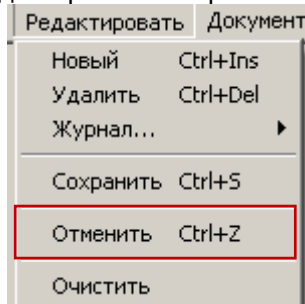 Редактировать Документ
Новый Ctrl+Ins
Удалить Ctrl+Del
Журнал...
Сохранить Ctrl+S
Отменить Ctrl+Z
Очистить